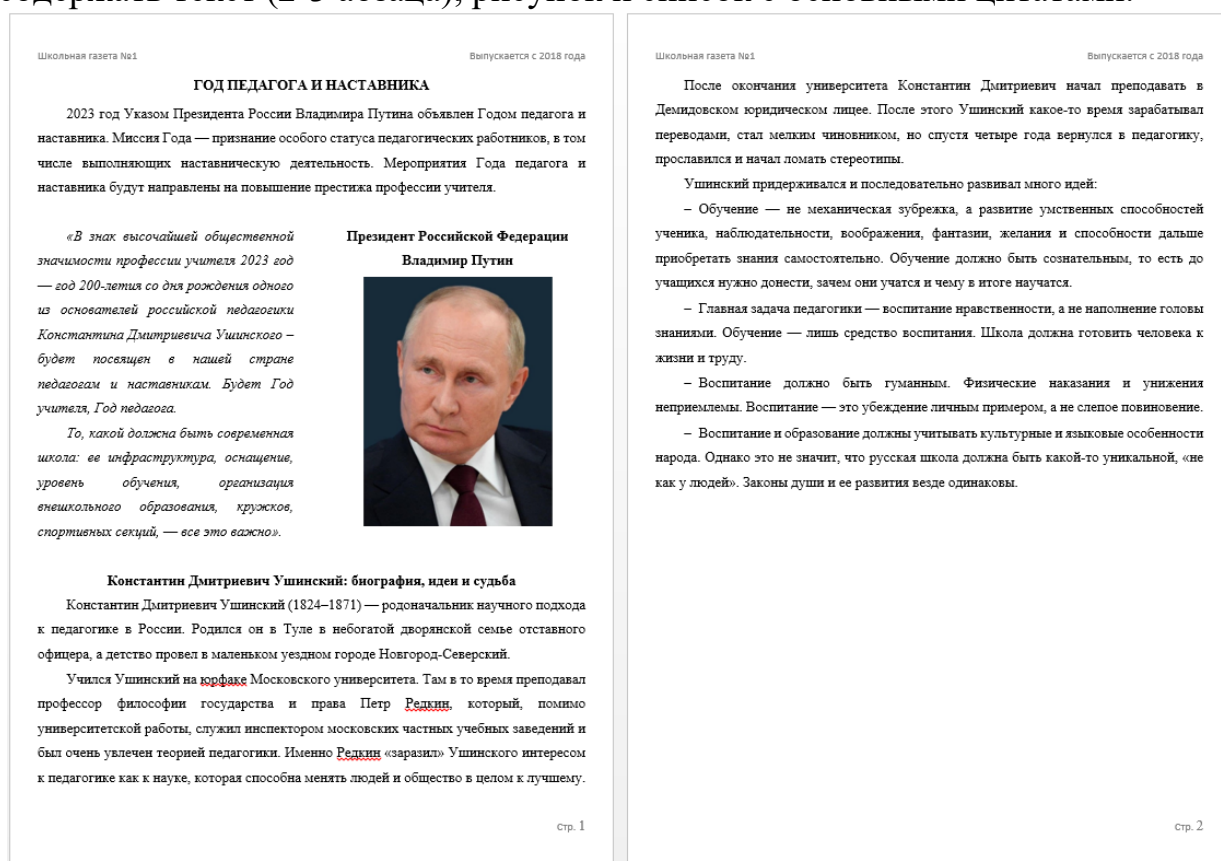 содержать текст (2-3 абзаца), рисунок и список с основными цитатами.
Школьная газета №1
Выпускается с 2018 года
ГОД ПЕДАГОГА И НАСТАВНИКА
2023 год Указом Президента России Владимира Путина объявлен Годом педагога и
наставника. Миссия Года — признание особого статуса педагогических работников, в том
числе выполняющих наставническую деятельность. Мероприятия Года педагога и
наставника будут направлены на повышение престижа профессии учителя.
«В знак высочайшей общественной
значимости профессии учителя 2023 год
— год 200-летия со дня рождения одного
из основателей российской педагогики
Константина Дмитриевича Ушинского –
будет посвящен в нашей стране
педагогам и наставникам. Будет Год
учителя, Год педагога.
То, какой должна быть современная
школа: ее инфраструктура, оснащение,
уровень обучения, организация
внешкольного образования, кружков,
спортивных секций, — все это важно».
Президент Российской Федерации
Владимир Путин
Константин Дмитриевич Ушинский: биография, идеи и судьба
Константин Дмитриевич Ушинский (1824–1871) — родоначальник научного подхода
к педагогике в России. Родился он в Туле в небогатой дворянской семье отставного
офицера, а детство провел в маленьком уездном городе Новгород-Северский.
Учился Ушинский на юрфаке Московского университета. Там в то время преподавал
профессор философии государства и права Петр Редкин, который, помимо
университетской работы, служил инспектором московских частных учебных заведений и
был очень увлечен теорией педагогики. Именно Редкин «заразил» Ушинского интересом
к педагогике как к науке, которая способна менять людей и общество в целом к лучшему.
Стр. 1
Школьная газета №1
Выпускается с 2018 года
После окончания университета Константин Дмитриевич начал преподавать в
Демидовском юридическом лицее. После этого Ушинский какое-то время зарабатывал
переводами, стал мелким чиновником, но спустя четыре года вернулся в педагогику,
прославился и начал ломать стереотипы.
Ушинский придерживался и последовательно развивал много идей:
– Обучение — не механическая зубрежка, а развитие умственных способностей
ученика, наблюдательности, воображения, фантазии, желания и способности дальше
приобретать знания самостоятельно. Обучение должно быть сознательным, то есть до
учащихся нужно донести, зачем они учатся и чему в итоге научатся.
– Главная задача педагогики — воспитание нравственности, а не наполнение головы
знаниями. Обучение — лишь средство воспитания. Школа должна готовить человека к
жизни и труду.
– Воспитание должно быть гуманным. Физические наказания и унижения
неприемлемы. Воспитание — это убеждение личным примером, а не слепое повиновение.
– Воспитание и образование должны учитывать культурные и языковые особенности
народа. Однако это не значит, что русская школа должна быть какой-то уникальной, «не
как у людей». Законы души и ее развития везде одинаковы.
Стр. 2